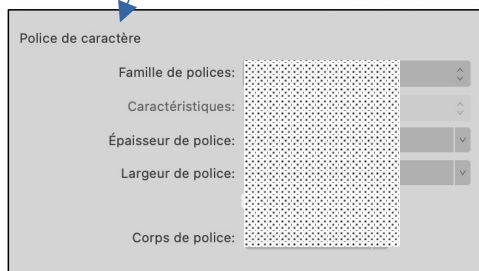 Police de caractère
Famille de polices:
Caractéristiques:
Épaisseur de police:
Largeur de police:
Corps de police: